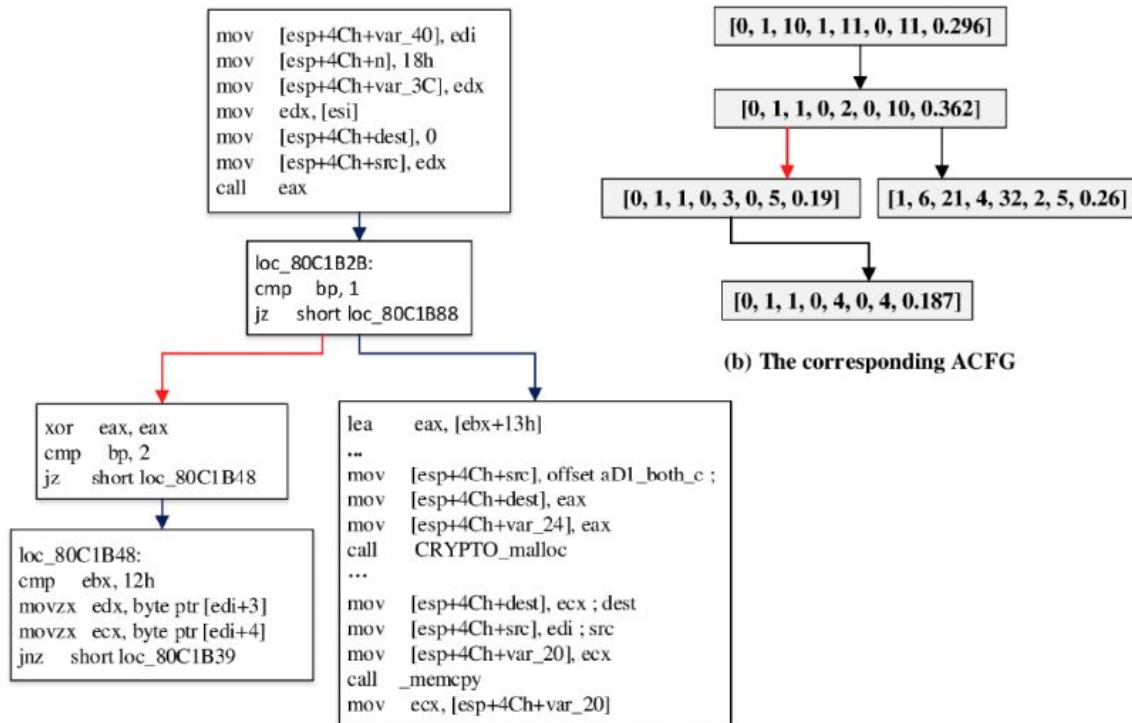 mov [esp+4Ch+var_40], edi
mov [esp+4Ch+n], 18h
mov [esp+4Ch+var_3C], edx
mov edx, [esi]
mov [esp+4Ch+dest], 0
mov [esp+4Ch+src], edx
call eax
loc_80C1B2B:
cmp bp, 1
jz short loc_80C1B88
xor eax, eax
cmp bp, 2
jz short loc_80C1B48
loc_80C1B48:
cmp ebx, 12h
movzx edx, byte ptr [edi+3]
movzx ecx, byte ptr [edi+4]
jnz short loc_80C1B39
lea eax, [ebx+13h]
...
mov [esp+4Ch+src], offset aD1_both_c ;
mov [esp+4Ch+dest], eax
mov [esp+4Ch+var_24], eax
call CRYPTO_malloc
...
mov [esp+4Ch+dest], ecx ; dest
mov [esp+4Ch+src], edi ; src
mov [esp+4Ch+var_20], ecx
call _memcpy
mov ecx, [esp+4Ch+var_20]
[0, 1, 10, 1, 11, 0, 11, 0.296]
[0, 1, 1, 0, 2, 0, 10, 0.362]
[0, 1, 1, 0, 3, 0, 5, 0.19]
[1, 6, 21, 4, 32, 2, 5, 0.26]
[0, 1, 1, 0, 4, 0, 4, 0.187]
(b) The corresponding ACFG